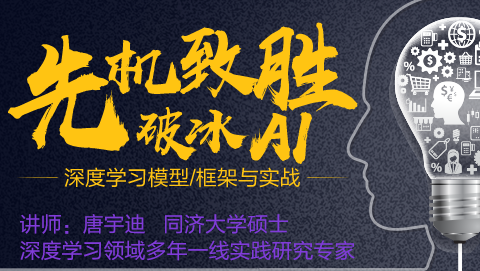 先机致胜
破冰AI
深度学习模型/框架与实战
讲师：唐宇迪 同济大学硕士
深度学习领域多年一线实践研究专家